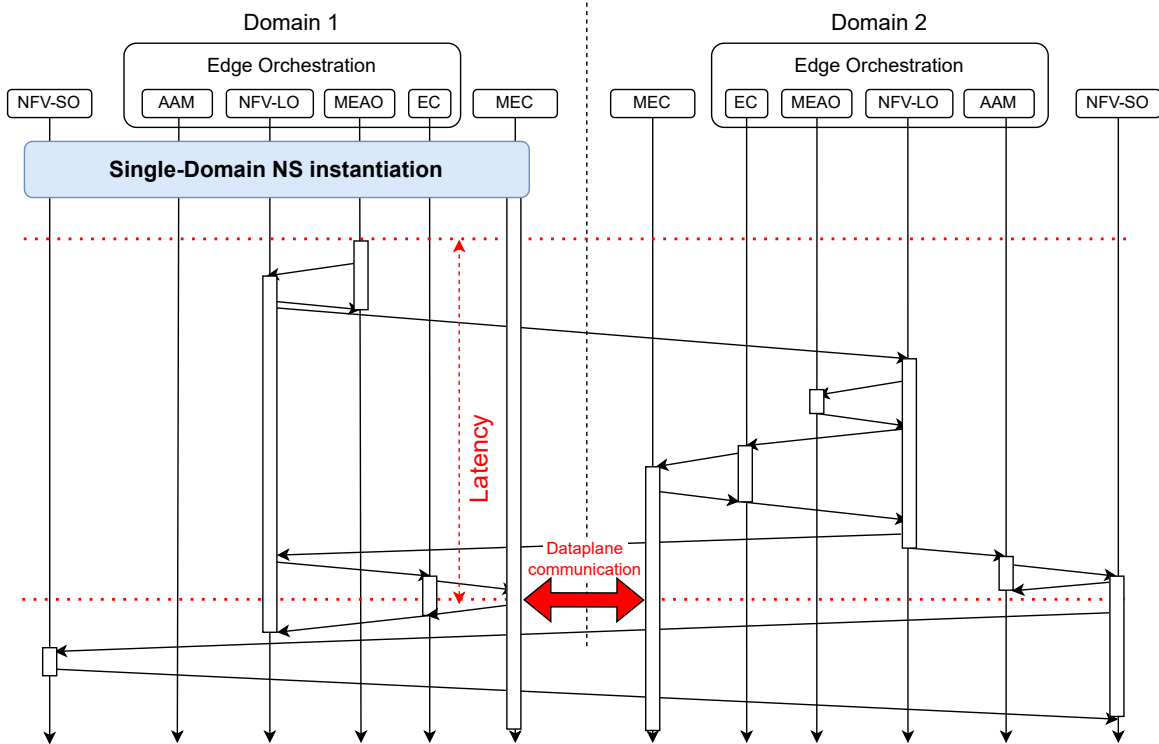 Domain 1
Domain 2
Edge Orchestration
Edge Orchestration
NFV-SO
AAM
NFV-LO
MEAO
EC
MEC
MEC
EC
MEAO
NFV-LO
AAM
NFV-SO
Single-Domain NS instantiation
Latency
Dataplane
communication